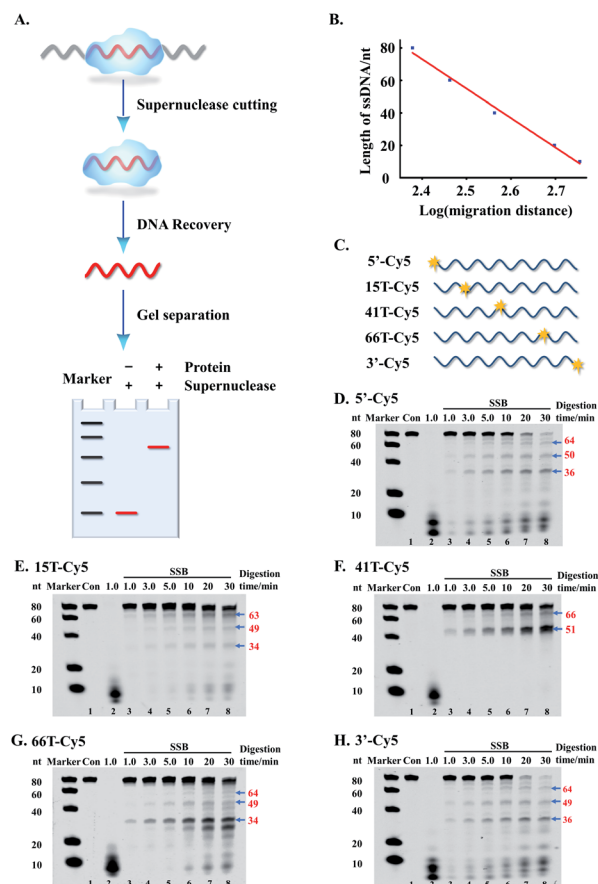 A.
Supernuclease cutting
DNA Recovery
Gel separation
− + Protein
Marker + + Supernuclease
B.
Length of ssDNA/nt
80
60
40
20
0
2.4 2.5 2.6 2.7
Log(migration distance)
C.
5’-Cy5
15T-Cy5
41T-Cy5
66T-Cy5
3’-Cy5
D. 5’-Cy5
SSB
Digestion
nt Marker Con 1.0 1.0 3.0 5.0 10 20 30 time/min
80
60
40
20
10
64
50
36
1 2 3 4 5 6 7 8
E. 15T-Cy5
SSB
Digestion
nt Marker Con 1.0 1.0 3.0 5.0 10 20 30 time/min
80
60
40
20
10
63
49
34
1 2 3 4 5 6 7 8
F. 41T-Cy5
SSB
Digestion
nt Marker Con 1.0 1.0 3.0 5.0 10 20 30 time/min
80
60
40
20
10
66
51
1 2 3 4 5 6 7 8
G. 66T-Cy5
SSB
Digestion
nt Marker Con 1.0 1.0 3.0 5.0 10 20 30 time/min
80
60
40
20
10
64
49
34
1 2 3 4 5 6 7 8
H. 3’-Cy5
SSB
Digestion
nt Marker Con 1.0 1.0 3.0 5.0 10 20 30 time/min
80
60
40
20
10
64
49
36
1 2 3 4 5 6 7 8